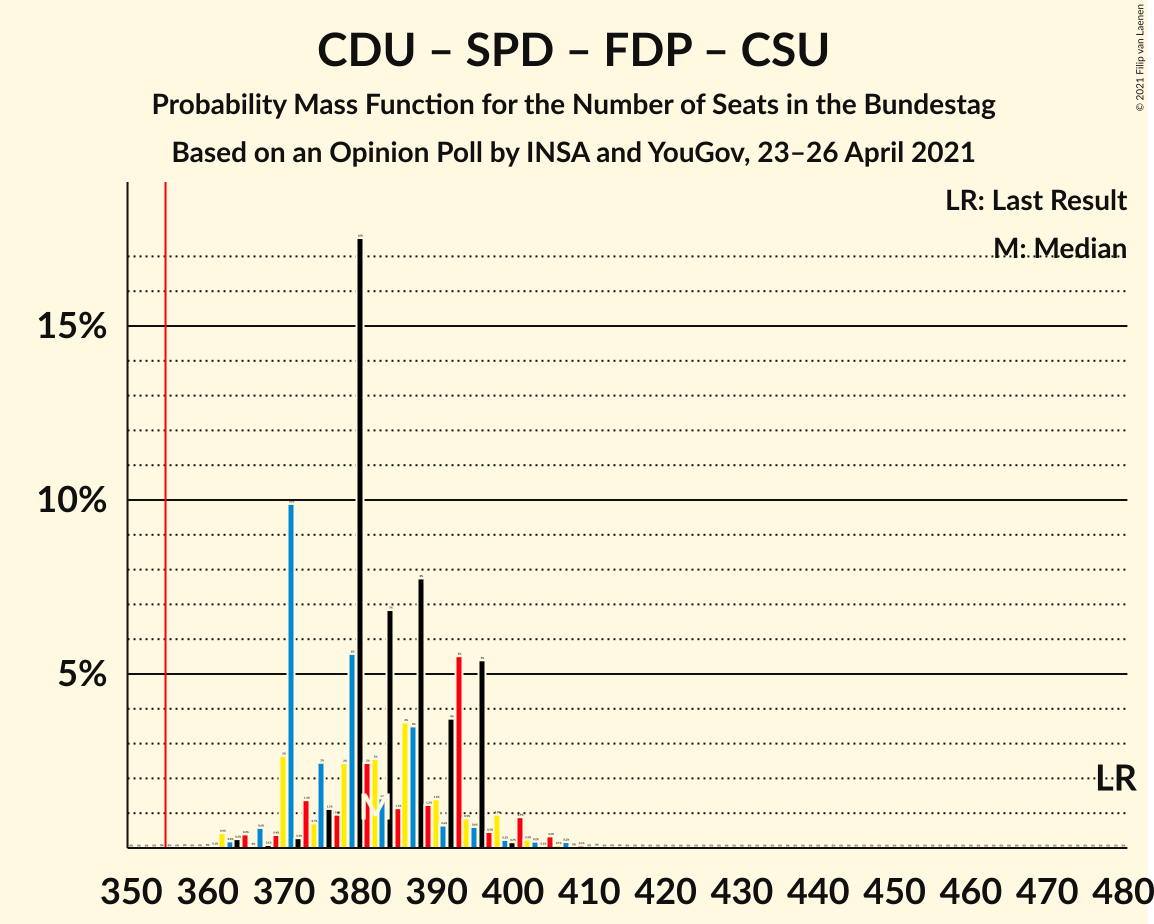 CDU – SPD – FDP – CSU
Probability Mass Function for the Number of Seats in the Bundestag
Based on an Opinion Poll by INSA and YouGov, 23–26 April 2021
© 2021 Filip van Laenen
LR: Last Result
M: Median
15%
10%
5%
M
LR
350 360 370 380 390 400 410 420 430 440 450 460 470 480